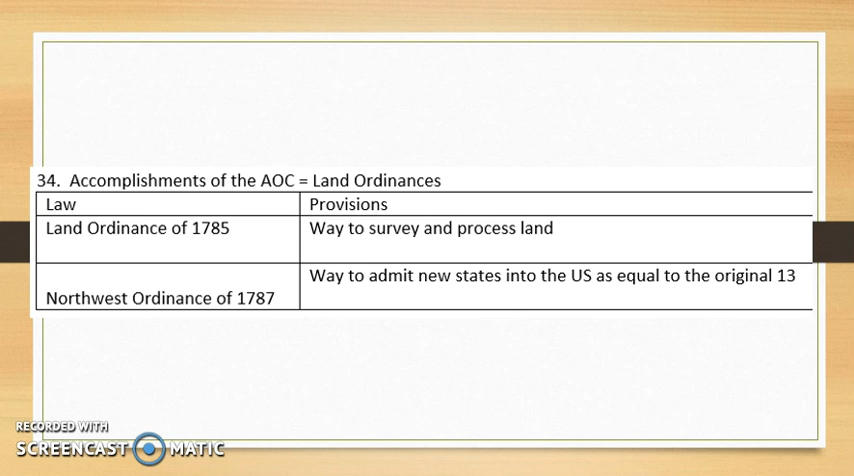 34. Accomplishments of the AOC = Land Ordinances
Law
Provisions
Land Ordinance of 1785
Way to survey and process land
Way to admit new states into the US as equal to the original 13
Northwest Ordinance of 1787
RECORDED WITH
SCREENCAST MATIC